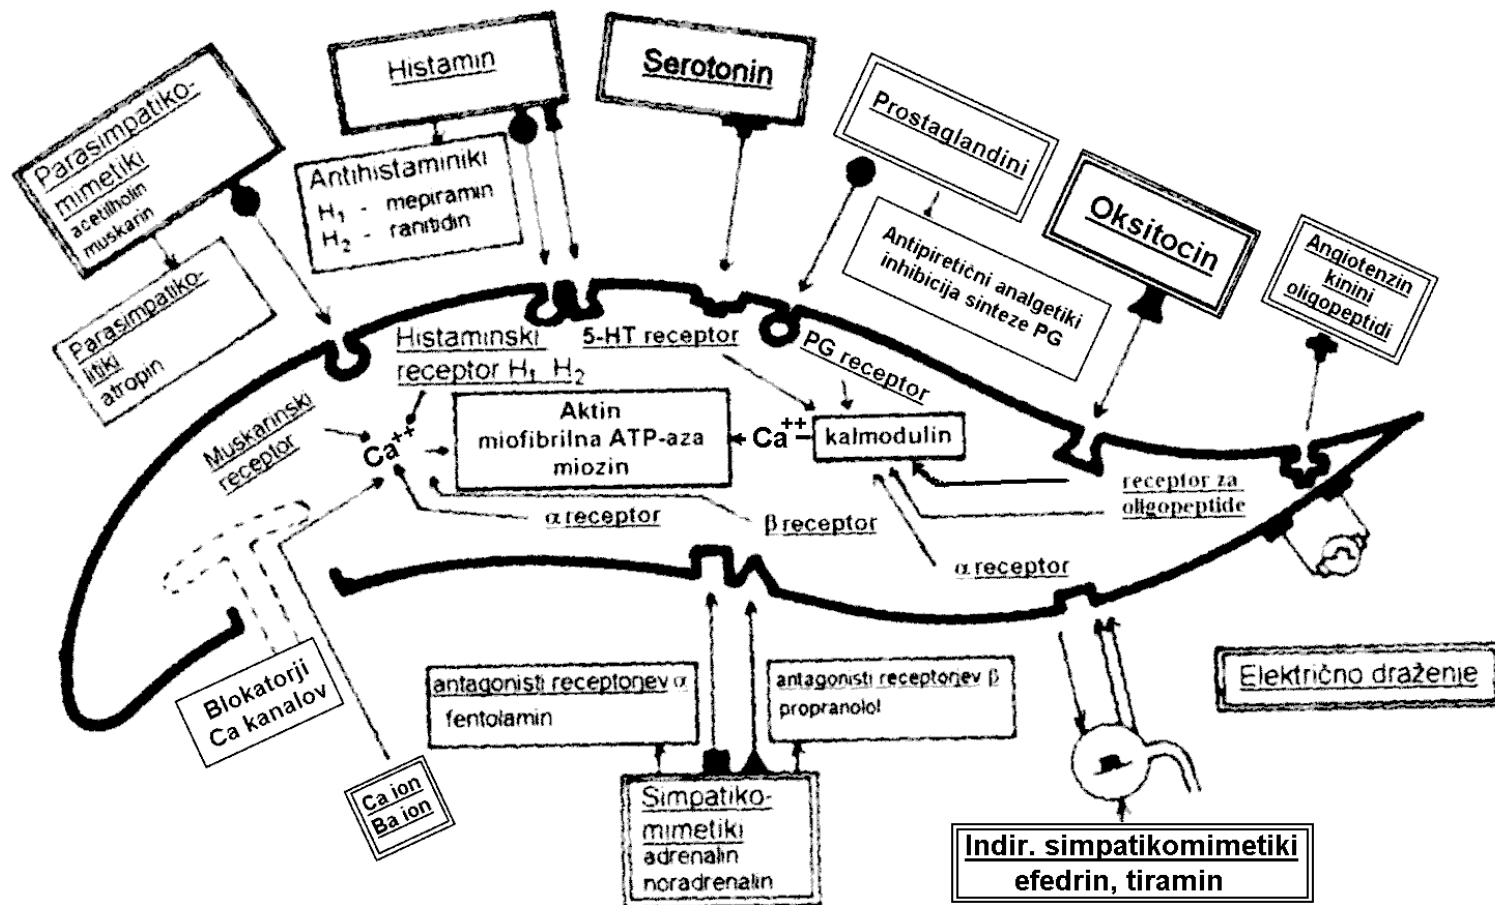 Parasimpatiko-
mimetiki
acetilholin
muskarin
Parasimpatiko-
litiki
atropin
Histamin
Antihistaminiki
H1 - mepiramin
H2 - ranitidin
Serotonin
Prostaglandini
Antipiretični analgetiki
inhibicija sinteze PG
Oksitocin
Angiotenzin
kinini
oligopeptidi
Histaminski
receptor H1 H2
5-HT receptor
PG receptor
Muskarinski
receptor
Ca++
Aktin
miofibrilna ATP-aza
miozin
Ca++
kalmodulin
receptor za
oligopeptide
α receptor
β receptor
α receptor
Blokatorji
Ca kanalov
Ca ion
Ba ion
antagonisti receptorjev α
fentolamin
antagonisti receptorjev β
propranolol
Simpatiko-
mimetiki
adrenalin
noradrenalin
Električno draženje
Indir. simpatikomimetiki
efedrin, tiramin